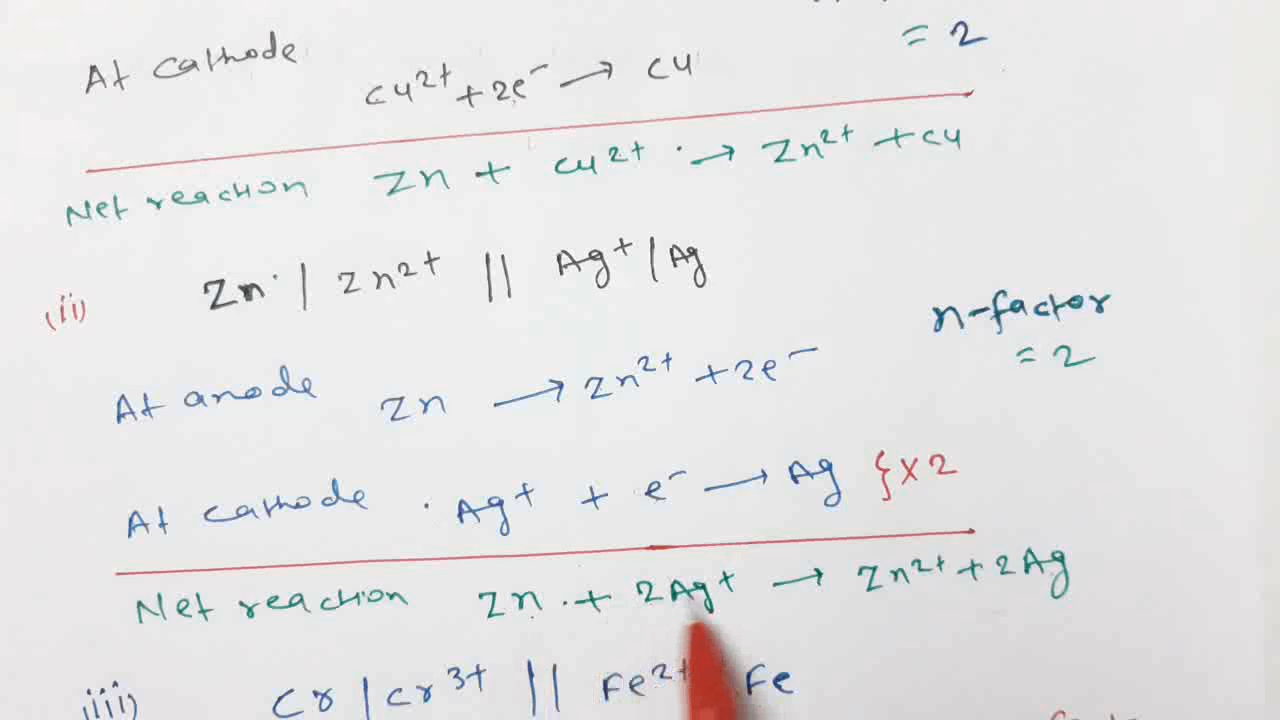 = 2
At cathode Cu²⁺ + 2e⁻ → Cu
Net reaction Zn + Cu²⁺ → Zn²⁺ + Cu
(ii) Zn | Zn²⁺ || Ag⁺ | Ag
n-factor
= 2
At anode Zn → Zn²⁺ + 2e⁻
At cathode Ag⁺ + e⁻ → Ag } x 2
Net reaction Zn + 2Ag⁺ → Zn²⁺ + 2Ag
(iii) Cr | Cr³⁺ || Fe²⁺ Fe